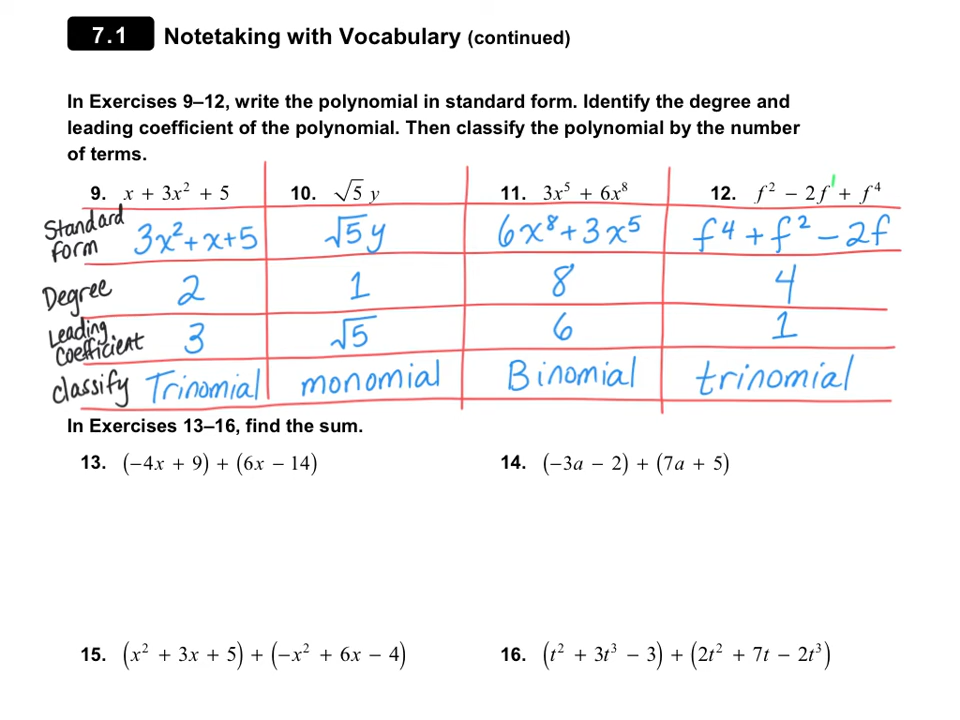 7.1 Notetaking with Vocabulary (continued)
In Exercises 9–12, write the polynomial in standard form. Identify the degree and
leading coefficient of the polynomial. Then classify the polynomial by the number
of terms.
9. x + 3x² + 5 10. √5 y 11. 3x⁵ + 6x⁸ 12. f² − 2f¹ + f⁴
Standard form 3x²+x+5 √5y 6x⁸+3x⁵ f⁴+f²−2f
Degree 2 1 8 4
Leading Coefficient 3 √5 6 1
classify Trinomial monomial Binomial trinomial
In Exercises 13–16, find the sum.
13. (−4x + 9) + (6x − 14) 14. (−3a − 2) + (7a + 5)
15. (x² + 3x + 5) + (−x² + 6x − 4) 16. (t² + 3t³ − 3) + (2t² + 7t − 2t³)